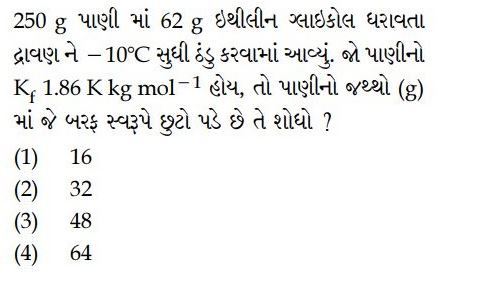 250 g પાણી માં 62 g ઇથીલીન ગ્લાઇકોલ ધરાવતા
દ્રાવણ ને −10°C સુધી ઠંડુ કરવામાં આવ્યું. જો પાણીનો
K_f 1.86 K kg mol⁻¹ હોય, તો પાણીનો જથ્થો (g)
માં જે બરફ સ્વરૂપે છુટો પડે છે તે શોધો ?
(1) 16
(2) 32
(3) 48
(4) 64